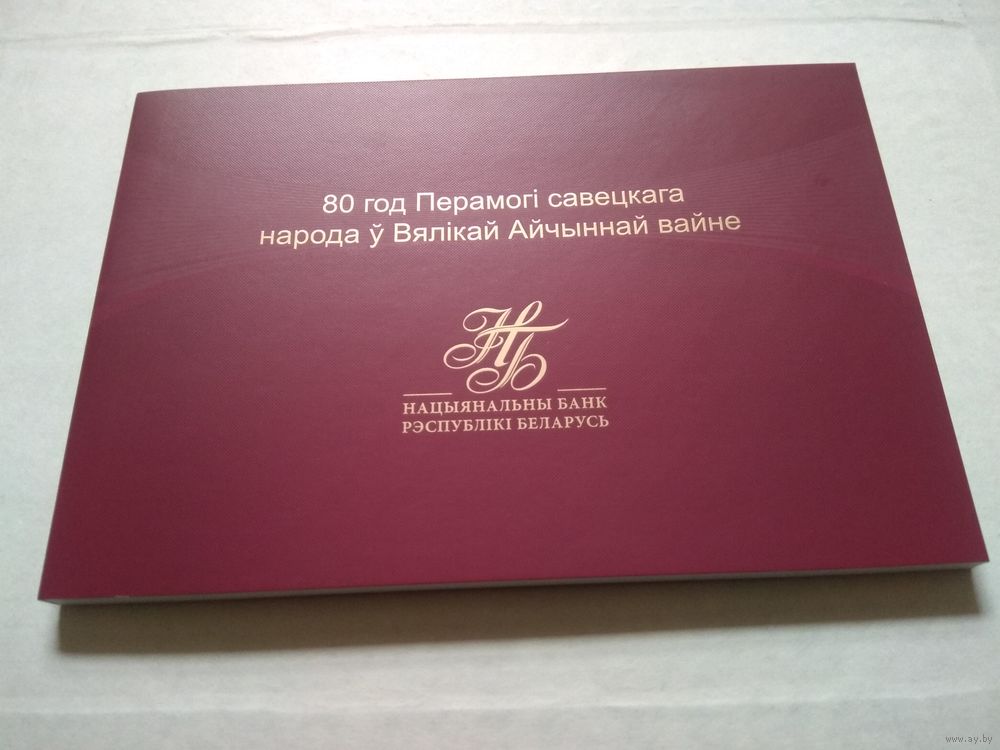 80 год Перамогі савецкага
народа ў Вялікай Айчыннай вайне
НБ
НАЦЫЯНАЛЬНЫ БАНК
РЭСПУБЛІКІ БЕЛАРУСЬ
www.ay.by